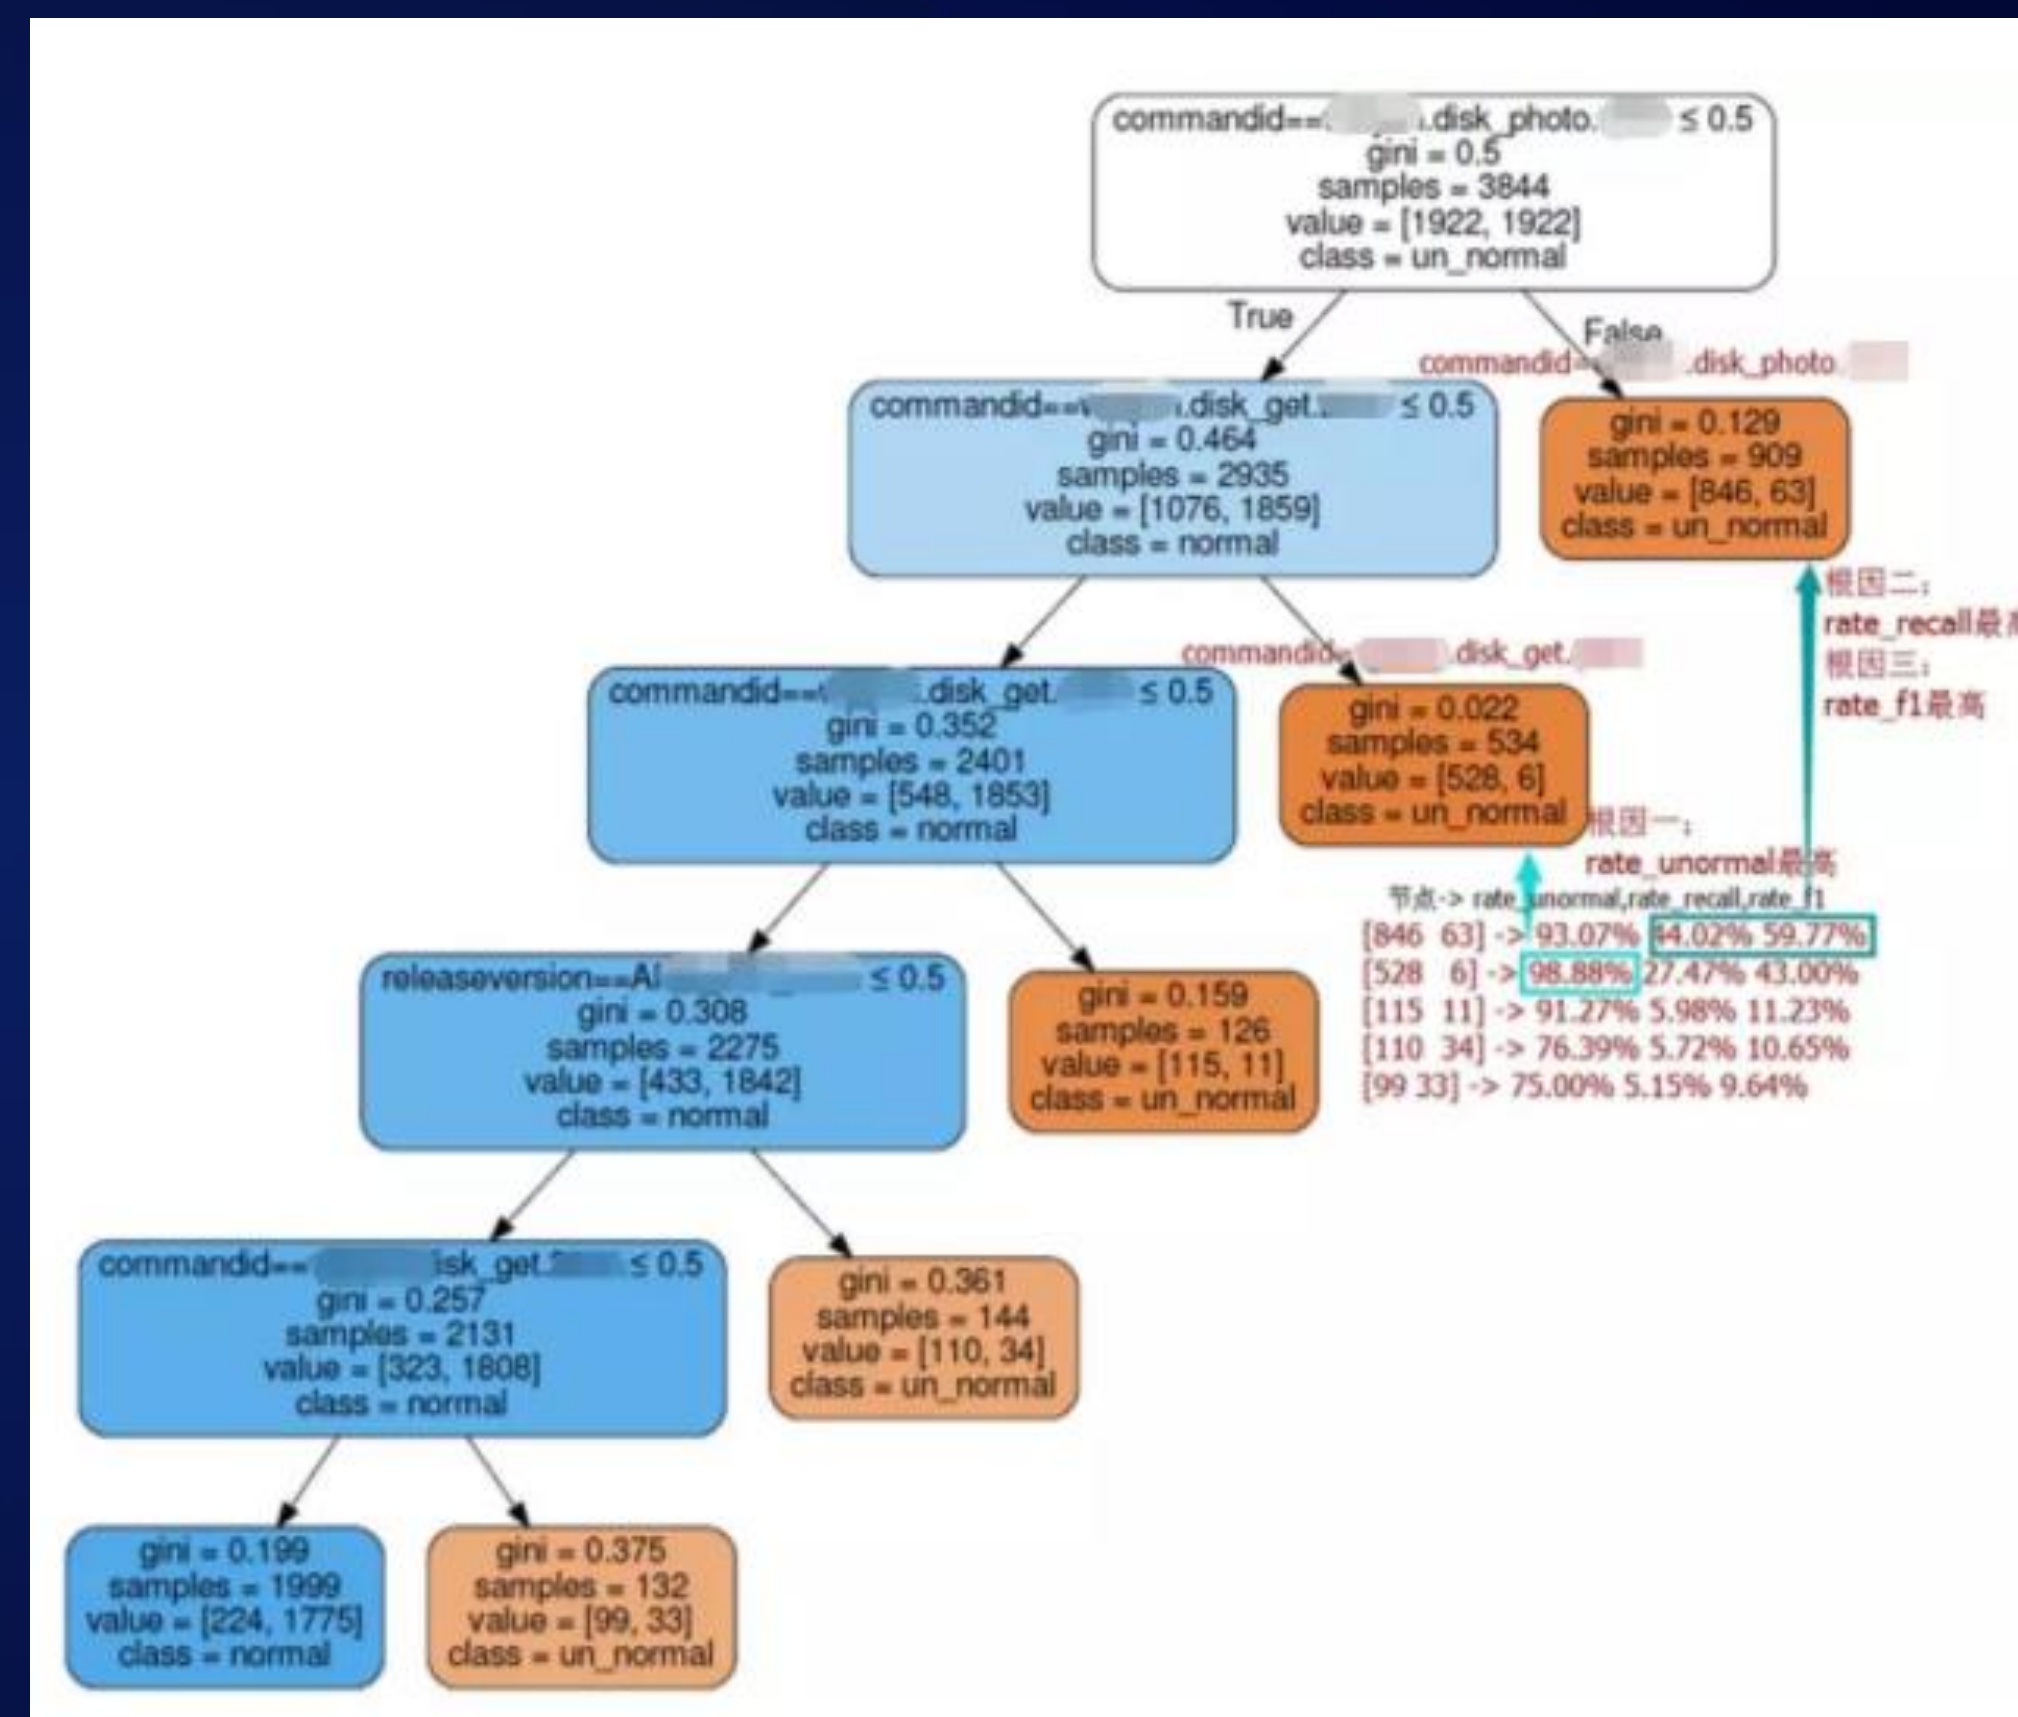 commandid== .disk_photo. ≤ 0.5
gini = 0.5
samples = 3844
value = [1922, 1922]
class = un_normal
True
False
commandid= .disk_photo.
commandid== .disk_get. ≤ 0.5
gini = 0.464
samples = 2935
value = [1076, 1859]
class = normal
gini = 0.129
samples = 909
value = [846, 63]
class = un_normal
根因二:
rate_recall最
根因三:
rate_f1最高
commandid= .disk_get.
commandid== .disk_get. ≤ 0.5
gini = 0.352
samples = 2401
value = [548, 1853]
class = normal
gini = 0.022
samples = 534
value = [528, 6]
class = un_normal
根因一:
rate_unormal最高
节点-> rate_unormal,rate_recall,rate_f1
[846 63] -> 93.07% 44.02% 59.77%
[528 6] -> 98.88% 27.47% 43.00%
[115 11] -> 91.27% 5.98% 11.23%
[110 34] -> 76.39% 5.72% 10.65%
[99 33] -> 75.00% 5.15% 9.64%
releaseversion== ≤ 0.5
gini = 0.308
samples = 2275
value = [433, 1842]
class = normal
gini = 0.159
samples = 126
value = [115, 11]
class = un_normal
commandid== isk_get. ≤ 0.5
gini = 0.257
samples = 2131
value = [323, 1808]
class = normal
gini = 0.361
samples = 144
value = [110, 34]
class = un_normal
gini = 0.199
samples = 1999
value = [224, 1775]
class = normal
gini = 0.375
samples = 132
value = [99, 33]
class = un_normal